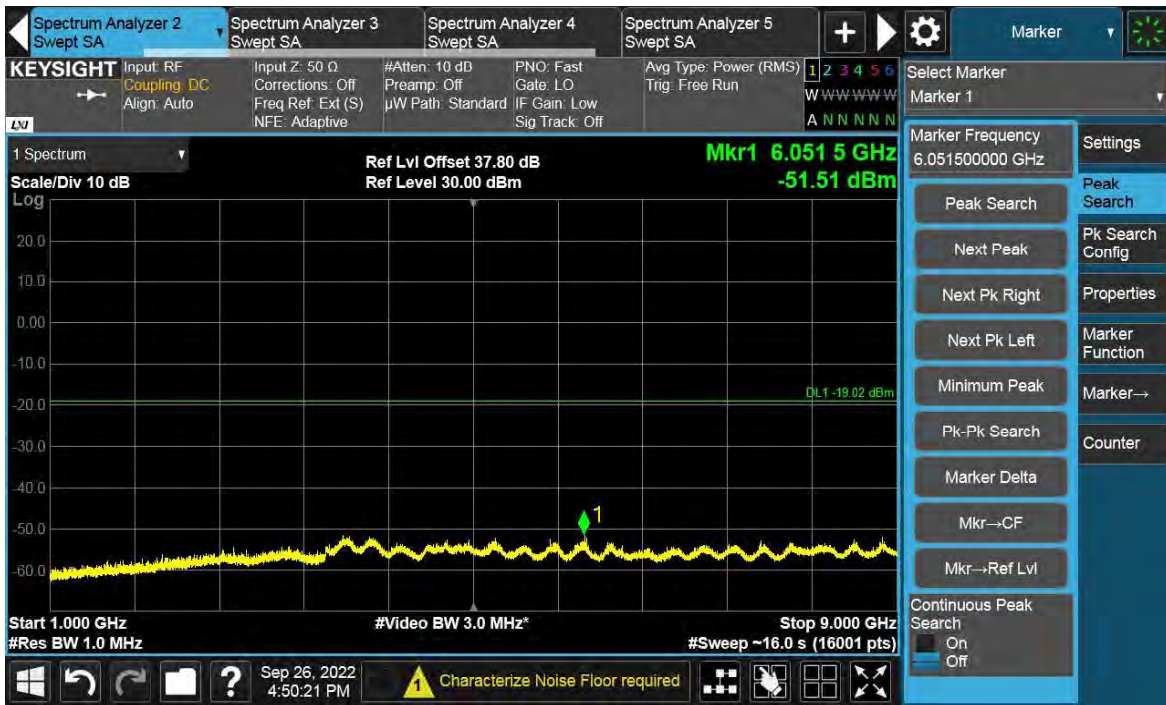 Spectrum Analyzer 2
Swept SA
Spectrum Analyzer 3
Swept SA
Spectrum Analyzer 4
Swept SA
Spectrum Analyzer 5
Swept SA
+
Marker
KEYSIGHT
LXI
Input: RF
Coupling: DC
Align: Auto
Input Z: 50 Ω
Corrections: Off
Freq Ref: Ext (S)
NFE: Adaptive
#Atten: 10 dB
Preamp: Off
µW Path: Standard
PNO: Fast
Gate: LO
IF Gain: Low
Sig Track: Off
Avg Type: Power (RMS)
Trig: Free Run
1 2 3 4 5 6
W W W W W W
A N N N N N
Select Marker
Marker 1
1 Spectrum
Scale/Div 10 dB
Log
Ref Lvl Offset 37.80 dB
Ref Level 30.00 dBm
Mkr1 6.051 5 GHz
-51.51 dBm
20.0
10.0
0.00
-10.0
-20.0
-30.0
-40.0
-50.0
-60.0
DL1 -19.02 dBm
1
Start 1.000 GHz
#Res BW 1.0 MHz
#Video BW 3.0 MHz*
Stop 9.000 GHz
#Sweep ~16.0 s (16001 pts)
Marker Frequency
6.051500000 GHz
Peak Search
Next Peak
Next Pk Right
Next Pk Left
Minimum Peak
Pk-Pk Search
Marker Delta
Mkr→CF
Mkr→Ref Lvl
Continuous Peak
Search
On
Off
Settings
Peak
Search
Pk Search
Config
Properties
Marker
Function
Marker→
Counter
?
Sep 26, 2022
4:50:21 PM
1
Characterize Noise Floor required